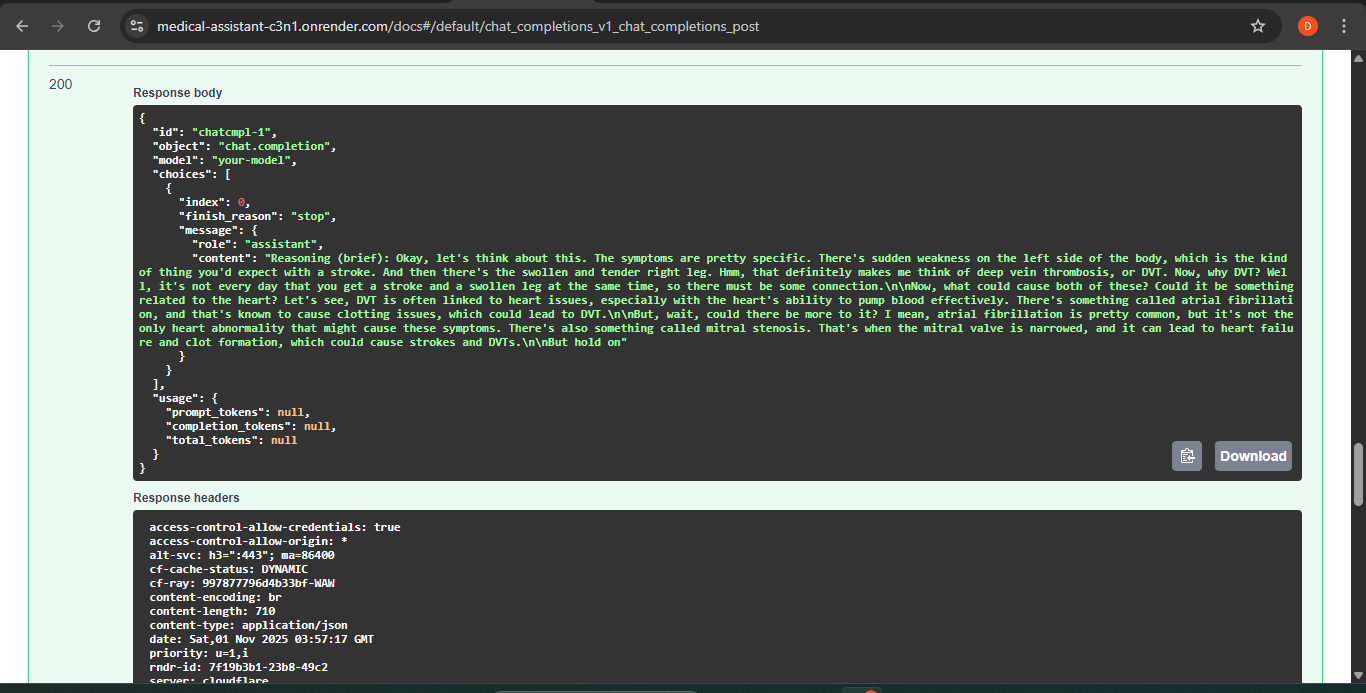 medical-assistant-c3n1.onrender.com/docs#/default/chat_completions_v1_chat_completions_post
D
200
Response body
{
  "id": "chatcmpl-1",
  "object": "chat.completion",
  "model": "your-model",
  "choices": [
    {
      "index": 0,
      "finish_reason": "stop",
      "message": {
        "role": "assistant",
        "content": "Reasoning (brief): Okay, let's think about this. The symptoms are pretty specific. There's sudden weakness on the left side of the body, which is the kind
of thing you'd expect with a stroke. And then there's the swollen and tender right leg. Hmm, that definitely makes me think of deep vein thrombosis, or DVT. Now, why DVT? Wel
l, it's not every day that you get a stroke and a swollen leg at the same time, so there must be some connection.\n\nNow, what could cause both of these? Could it be something
related to the heart? Let's see, DVT is often linked to heart issues, especially with the heart's ability to pump blood effectively. There's something called atrial fibrillati
on, and that's known to cause clotting issues, which could lead to DVT.\n\nBut, wait, could there be more to it? I mean, atrial fibrillation is pretty common, but it's not the
only heart abnormality that might cause these symptoms. There's also something called mitral stenosis. That's when the mitral valve is narrowed, and it can lead to heart failu
re and clot formation, which could cause strokes and DVTs.\n\nBut hold on"
      }
    }
  ],
  "usage": {
    "prompt_tokens": null,
    "completion_tokens": null,
    "total_tokens": null
  }
}
Download
Response headers
access-control-allow-credentials: true
access-control-allow-origin: *
alt-svc: h3=":443"; ma=86400
cf-cache-status: DYNAMIC
cf-ray: 997877796d4b33bf-WAW
content-encoding: br
content-length: 710
content-type: application/json
date: Sat,01 Nov 2025 03:57:17 GMT
priority: u=1,i
rndr-id: 7f19b3b1-23b8-49c2
server: cloudflare